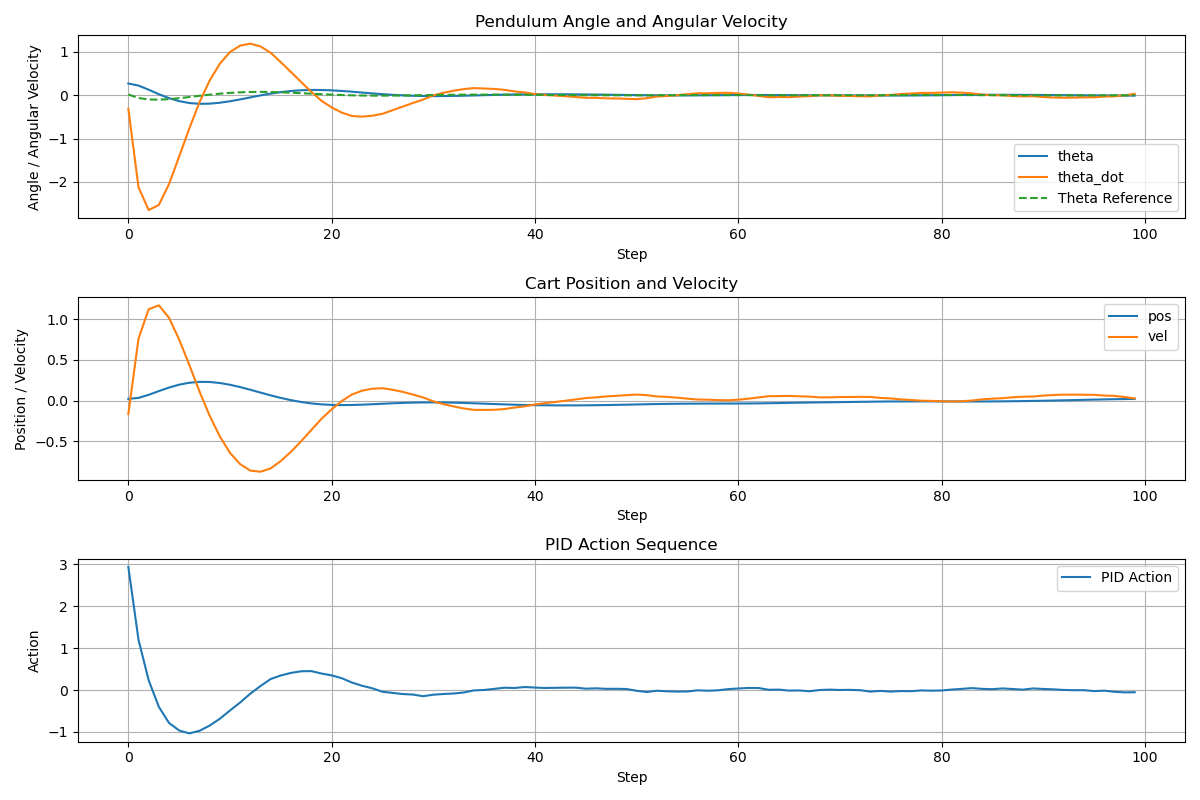 Pendulum Angle and Angular Velocity
Angle / Angular Velocity
1
0
−1
−2
theta
theta_dot
Theta Reference
0 20 40 60 80 100
Step
Cart Position and Velocity
Position / Velocity
1.0
0.5
0.0
−0.5
pos
vel
0 20 40 60 80 100
Step
PID Action Sequence
Action
3
2
1
0
−1
PID Action
0 20 40 60 80 100
Step